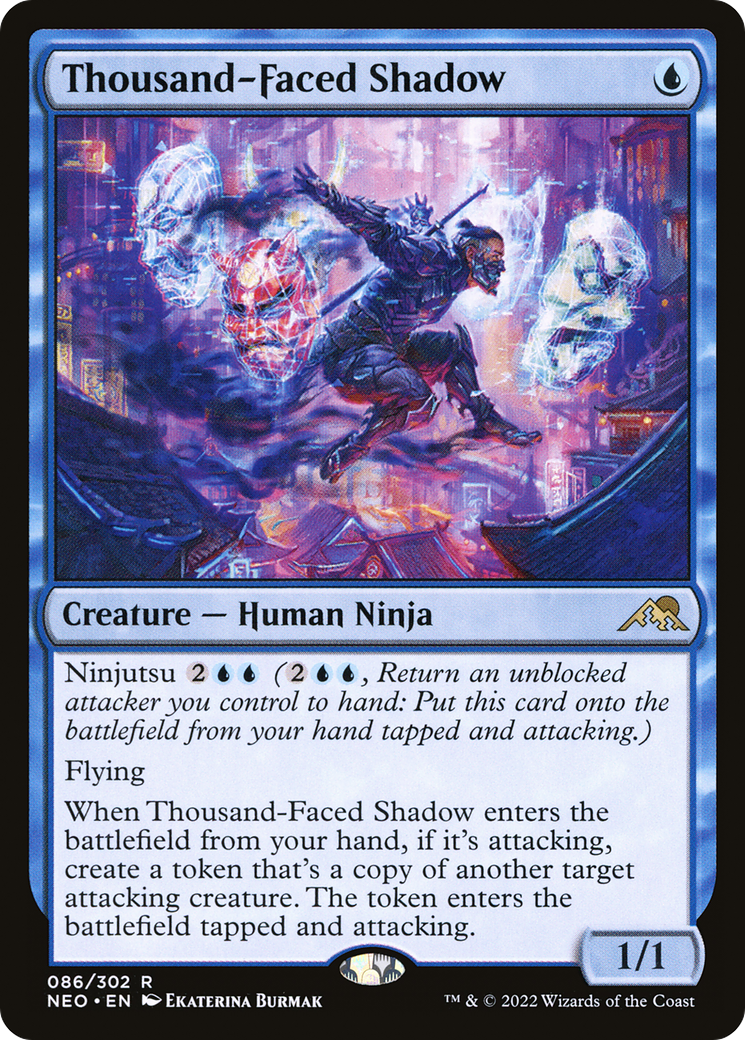 Thousand-Faced Shadow
Creature — Human Ninja
Ninjutsu 2 (2, Return an unblocked
attacker you control to hand: Put this card onto the
battlefield from your hand tapped and attacking.)
Flying
When Thousand-Faced Shadow enters the
battlefield from your hand, if it's attacking,
create a token that's a copy of another target
attacking creature. The token enters the
battlefield tapped and attacking.
1/1
086/302 R
NEO • EN Ekaterina Burmak
™ & © 2022 Wizards of the Coast